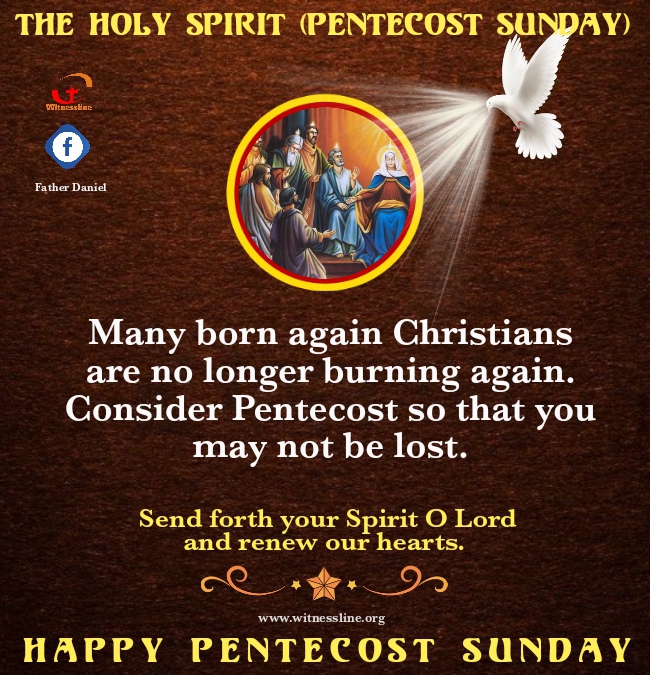 THE HOLY SPIRIT (PENTECOST SUNDAY)
Witnessline
f
Father Daniel
Many born again Christians
are no longer burning again.
Consider Pentecost so that you
may not be lost.
Send forth your Spirit O Lord
and renew our hearts.
www.witnessline.org
HAPPY PENTECOST SUNDAY